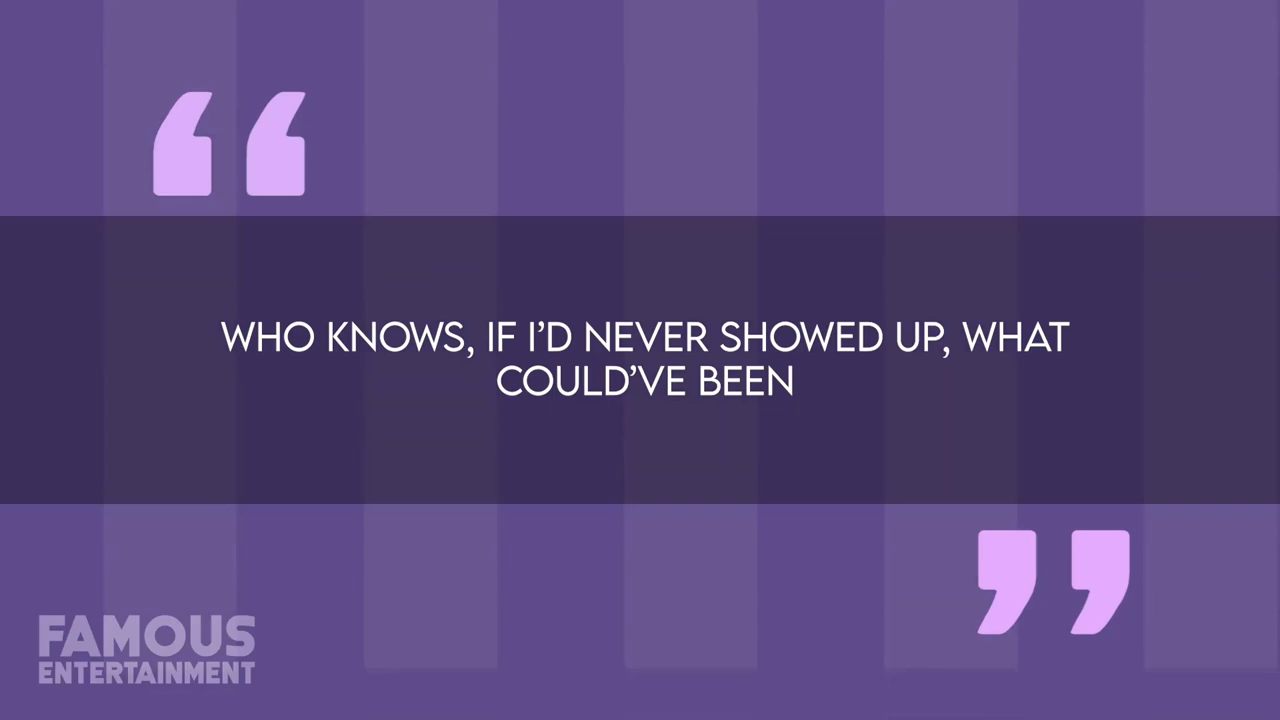 WHO KNOWS, IF I’D NEVER SHOWED UP, WHAT
COULD’VE BEEN
FAMOUS
ENTERTAINMENT